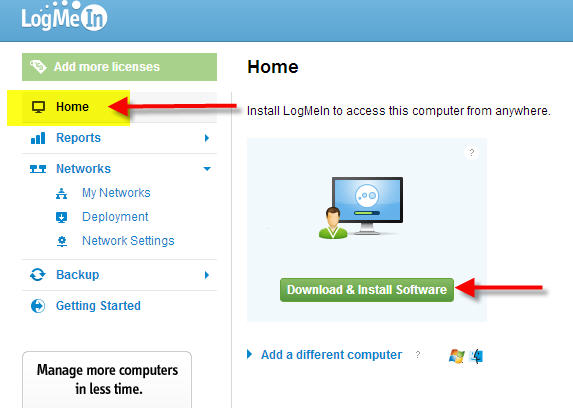 LogMeIn
Add more licenses
Home
Reports
Networks
My Networks
Deployment
Network Settings
Backup
Getting Started
Manage more computers
in less time.
Home
Install LogMeIn to access this computer from anywhere.
?
Download & Install Software
Add a different computer ?